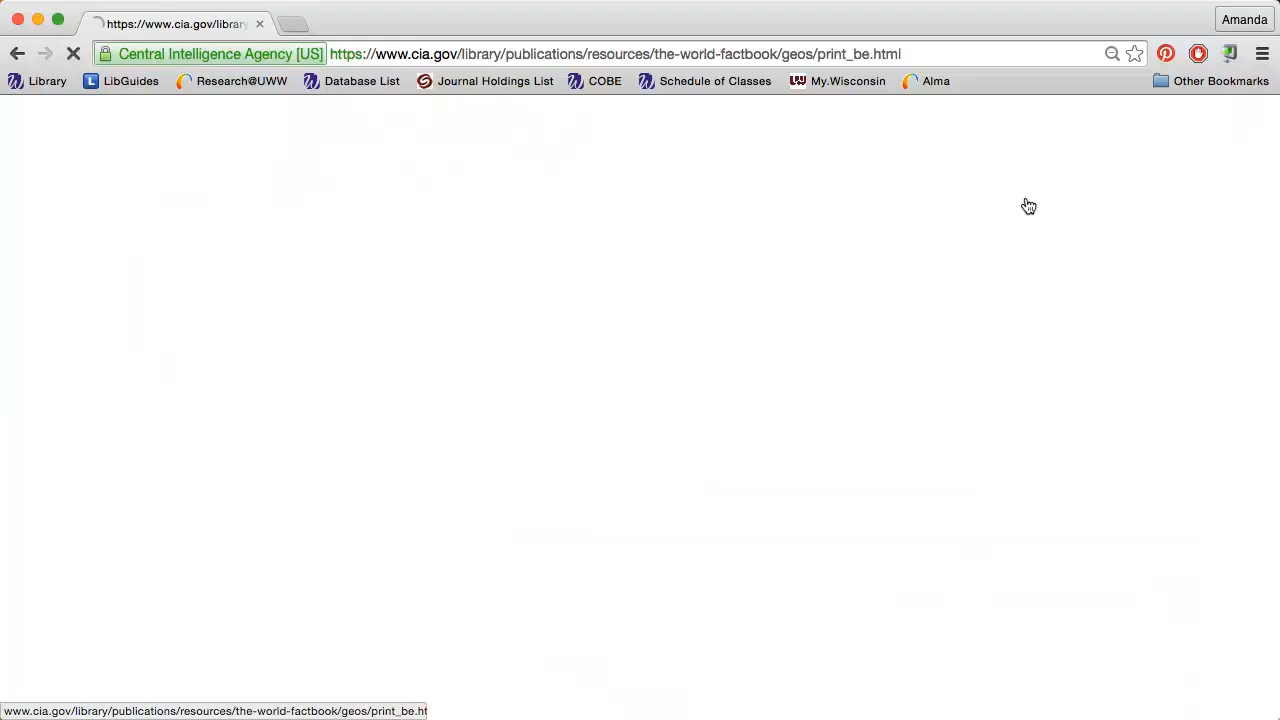 https://www.cia.gov/library
Amanda
Central Intelligence Agency [US] https://www.cia.gov/library/publications/resources/the-world-factbook/geos/print_be.html
Library LibGuides Research@UWW Database List Journal Holdings List COBE Schedule of Classes My.Wisconsin Alma Other Bookmarks
www.cia.gov/library/publications/resources/the-world-factbook/geos/print_be.ht